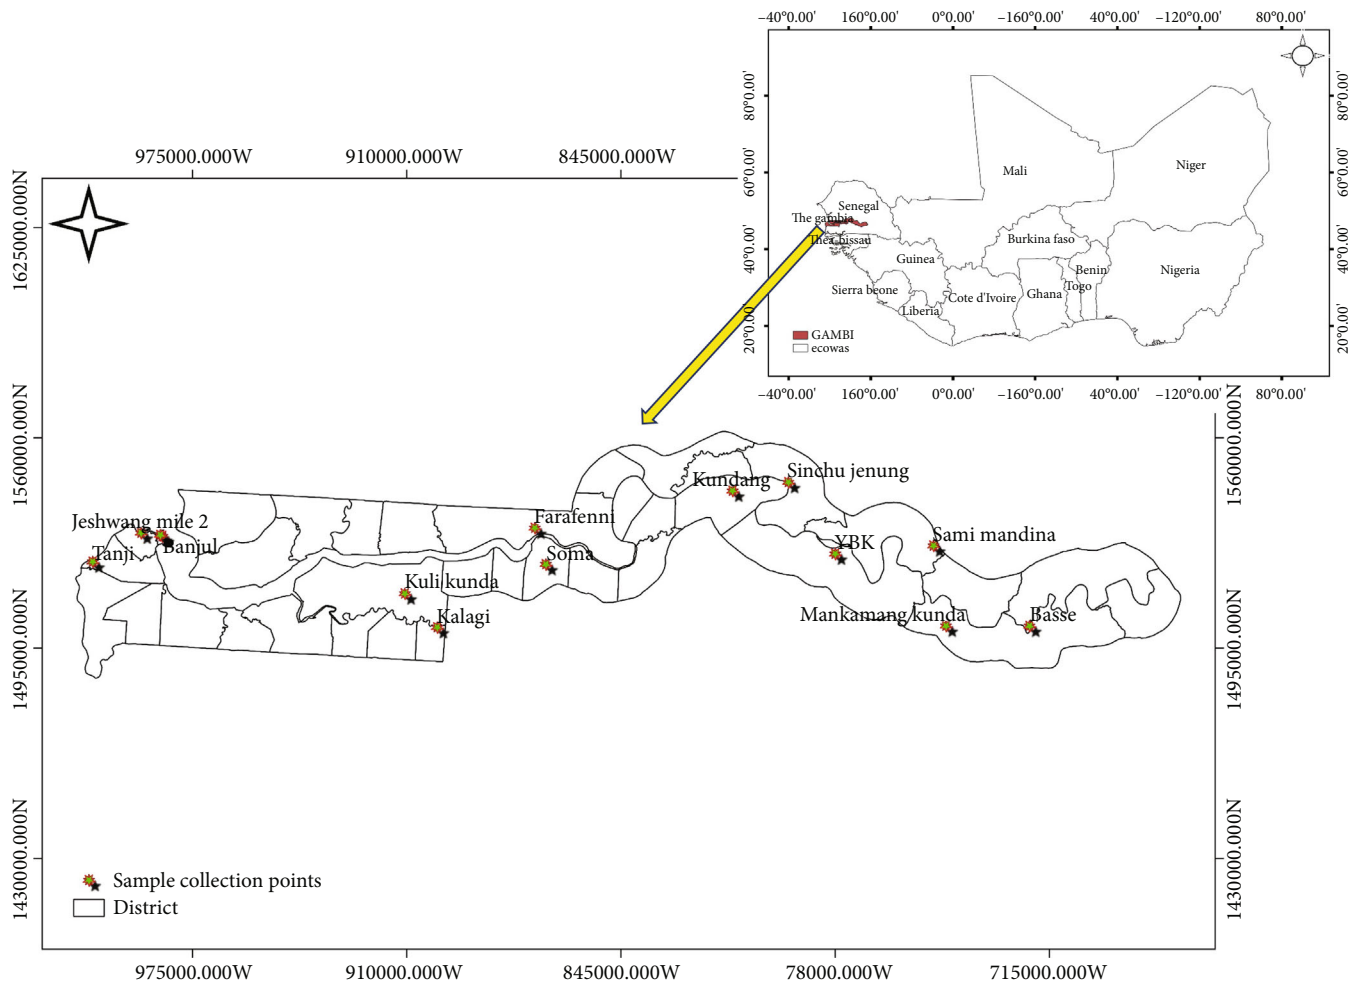 −40°0.00' 160°0.00' 0°0.00' −160°0.00' 40°0.00' −120°0.00' 80°0.00'
80°0.00' 80°0.00'
60°0.00' 60°0.00'
40°0.00' 40°0.00'
20°0.00' 20°0.00'
Mali
Niger
Senegal
The gambia
Burkina faso
Guinea
Benin
Nigeria
Togo
Sierra beone
Cote d'Ivoire
Ghana
Liberia
GAMBI
ecowas
−40°0.00' 160°0.00' 0°0.00' −160°0.00' 40°0.00' −120°0.00' 80°0.00'
975000.000W 910000.000W 845000.000W
1625000.000N
1560000.000N 1560000.000N
1495000.000N 1495000.000N
1430000.000N 1430000.000N
Sinchu jenung
Kundang
Jeshwang mile 2
Farafenni
Banjul
Tanji
Soma
YBK
Sami mandina
Kuli kunda
Kalagi
Mankamang kunda
Basse
Sample collection points
District
975000.000W 910000.000W 845000.000W 78000.000W 715000.000W